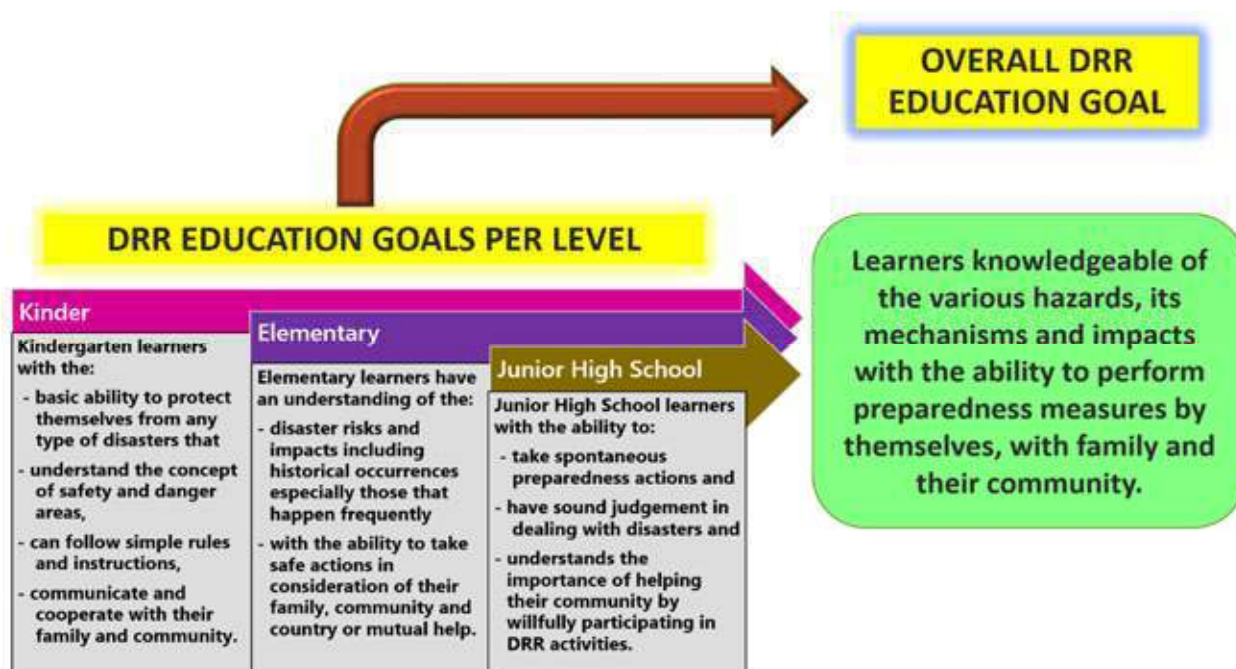 OVERALL DRR
EDUCATION GOAL
DRR EDUCATION GOALS PER LEVEL
Kinder
Kindergarten learners
with the:
- basic ability to protect
themselves from any
type of disasters that
- understand the concept
of safety and danger
areas,
- can follow simple rules
and instructions,
- communicate and
cooperate with their
family and community.
Elementary
Elementary learners have
an understanding of the:
- disaster risks and
impacts including
historical occurrences
especially those that
happen frequently
- with the ability to take
safe actions in
consideration of their
family, community and
country or mutual help.
Junior High School
Junior High School learners
with the ability to:
- take spontaneous
preparedness actions and
- have sound judgement in
dealing with disasters and
- understands the
importance of helping
their community by
willfully participating in
DRR activities.
Learners knowledgeable of
the various hazards, its
mechanisms and impacts
with the ability to perform
preparedness measures by
themselves, with family and
their community.